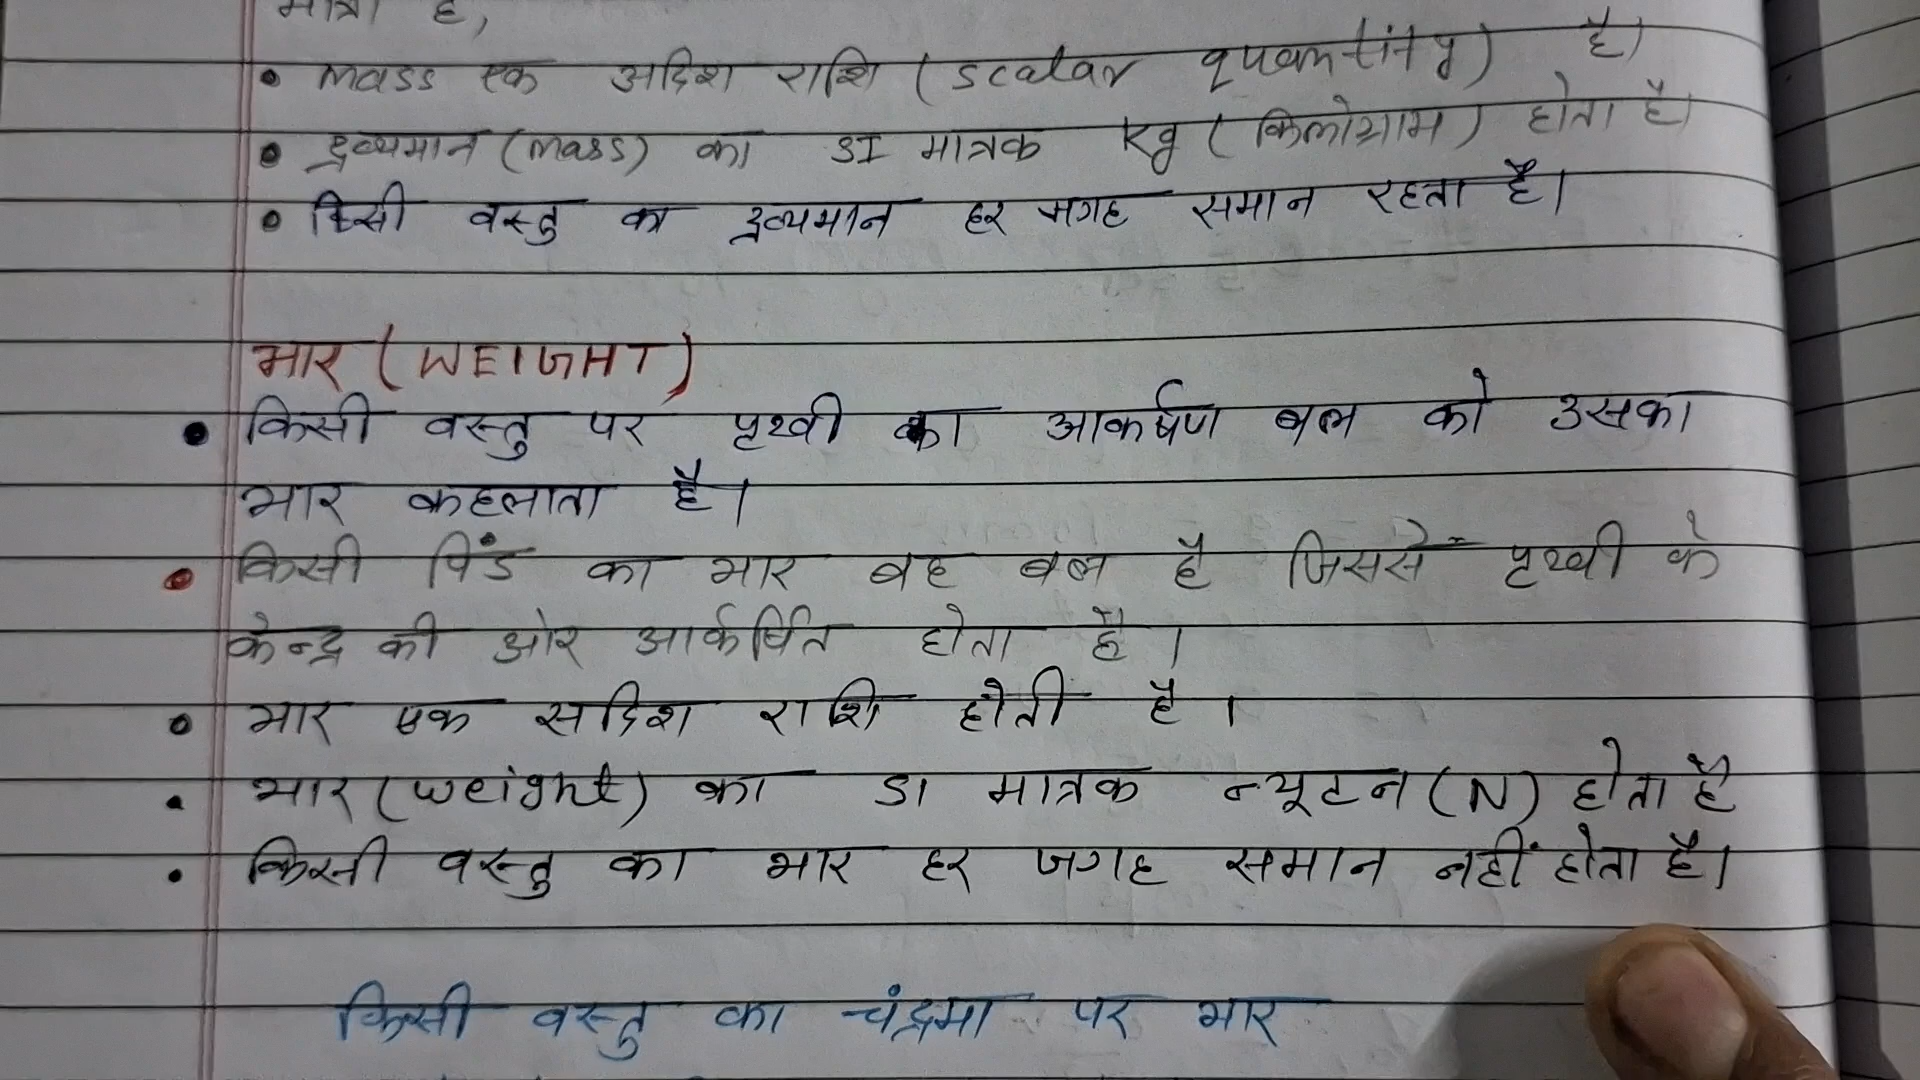 मात्रा है,
• mass एक अदिश राशि (scalar quantity) है।
• द्रव्यमान (mass) का SI मात्रक kg (किलोग्राम) होता है।
• किसी वस्तु का द्रव्यमान हर जगह समान रहता है।
भार (WEIGHT)
• किसी वस्तु पर पृथ्वी का आकर्षण बल को उसका
भार कहलाता है।
• किसी पिंड का भार वह बल है जिससे पृथ्वी के
केन्द्र की ओर आर्कर्षित होता है।
• भार एक सदिश राशि होती है।
• भार (weight) का SI मात्रक न्यूटन (N) होता है
• किसी वस्तु का भार हर जगह समान नहीं होता है।
किसी वस्तु का चंद्रमा पर भार